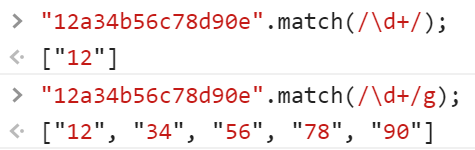 > "12a34b56c78d90e".match(/\d+/);
["12"]
> "12a34b56c78d90e".match(/\d+/g);
["12", "34", "56", "78", "90"]